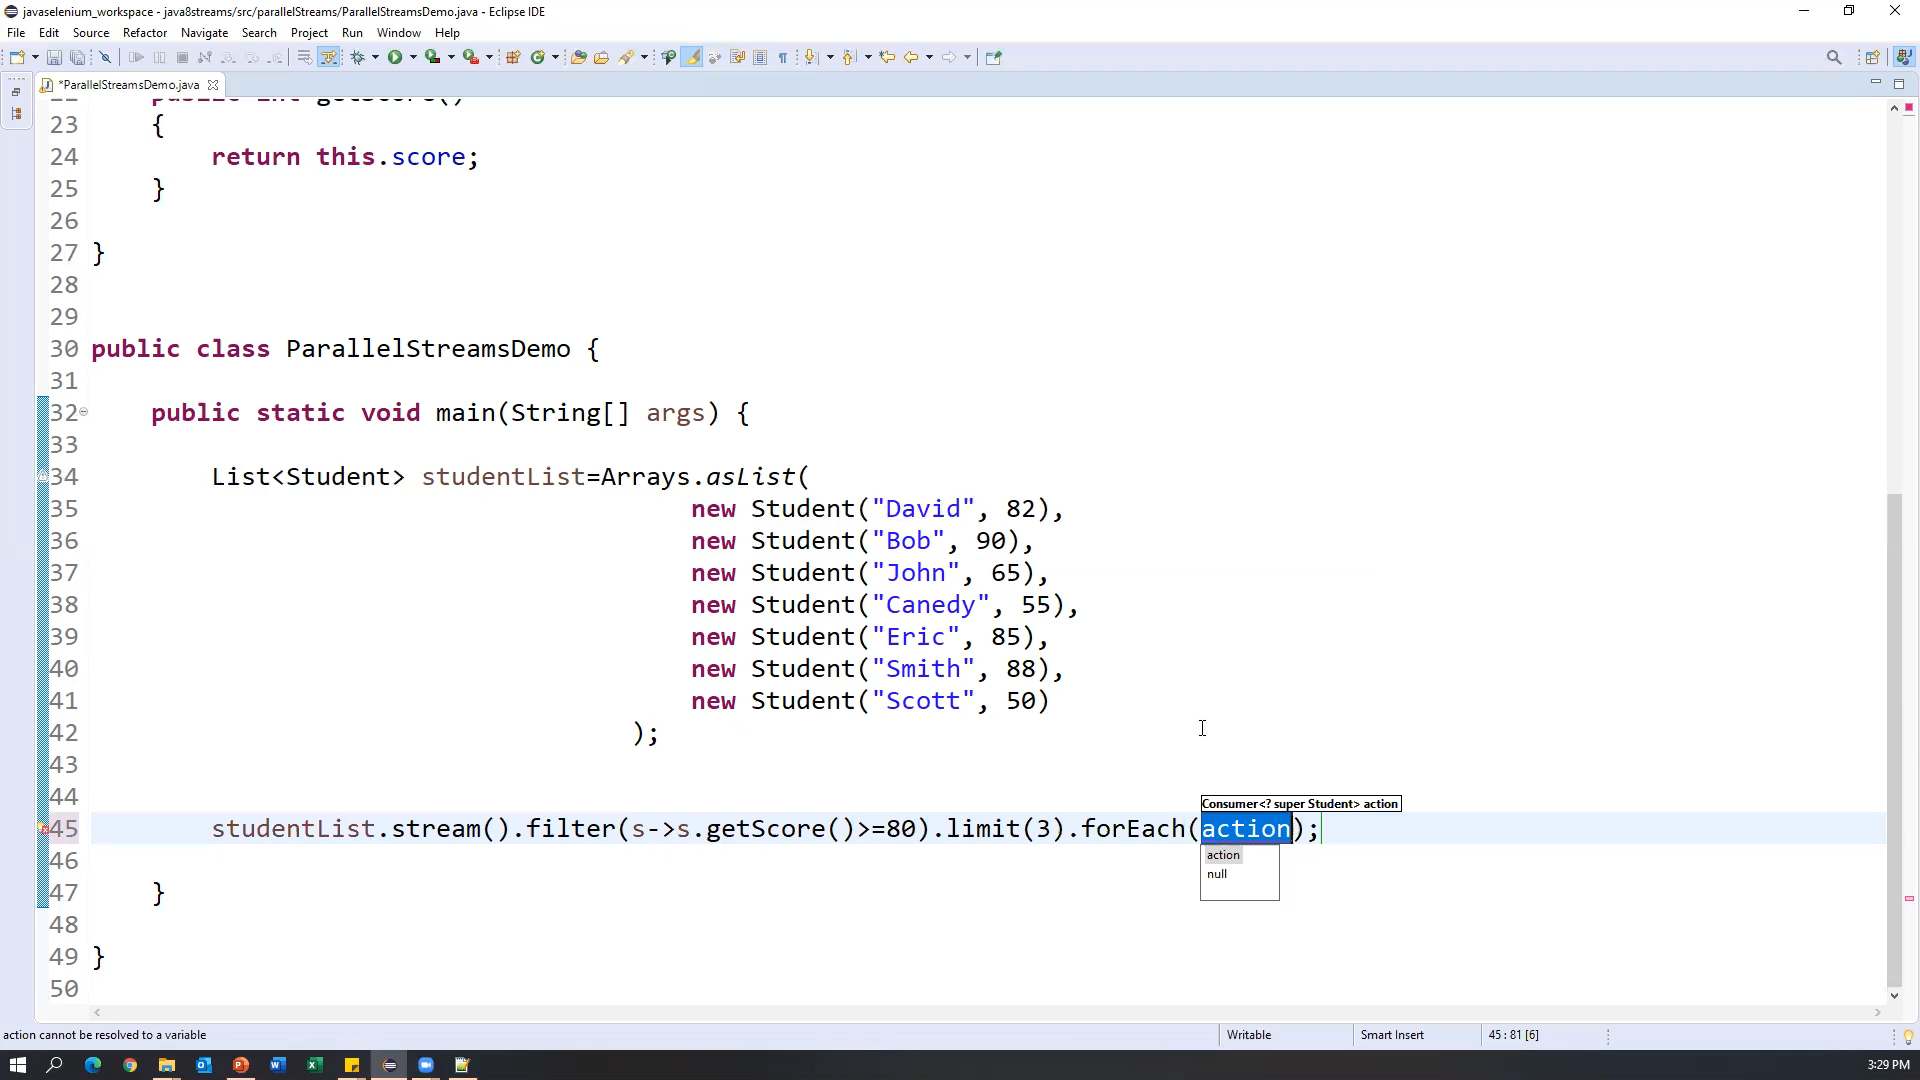 javaselenium_workspace - java8streams/src/parallelStreams/ParallelStreamsDemo.java - Eclipse IDE
File Edit Source Refactor Navigate Search Project Run Window Help
*ParallelStreamsDemo.java
22 public int getScore()
23 {
24 return this.score;
25 }
26
27 }
28
29
30 public class ParallelStreamsDemo {
31
32 public static void main(String[] args) {
33
34 List<Student> studentList=Arrays.asList(
35 new Student("David", 82),
36 new Student("Bob", 90),
37 new Student("John", 65),
38 new Student("Canedy", 55),
39 new Student("Eric", 85),
40 new Student("Smith", 88),
41 new Student("Scott", 50)
42 );
43
44
Consumer<? super Student> action
45 studentList.stream().filter(s->s.getScore()>=80).limit(3).forEach(action);
action
null
46
47 }
48
49 }
50
action cannot be resolved to a variable
Writable
Smart Insert
45 : 81 [6]
3:29 PM